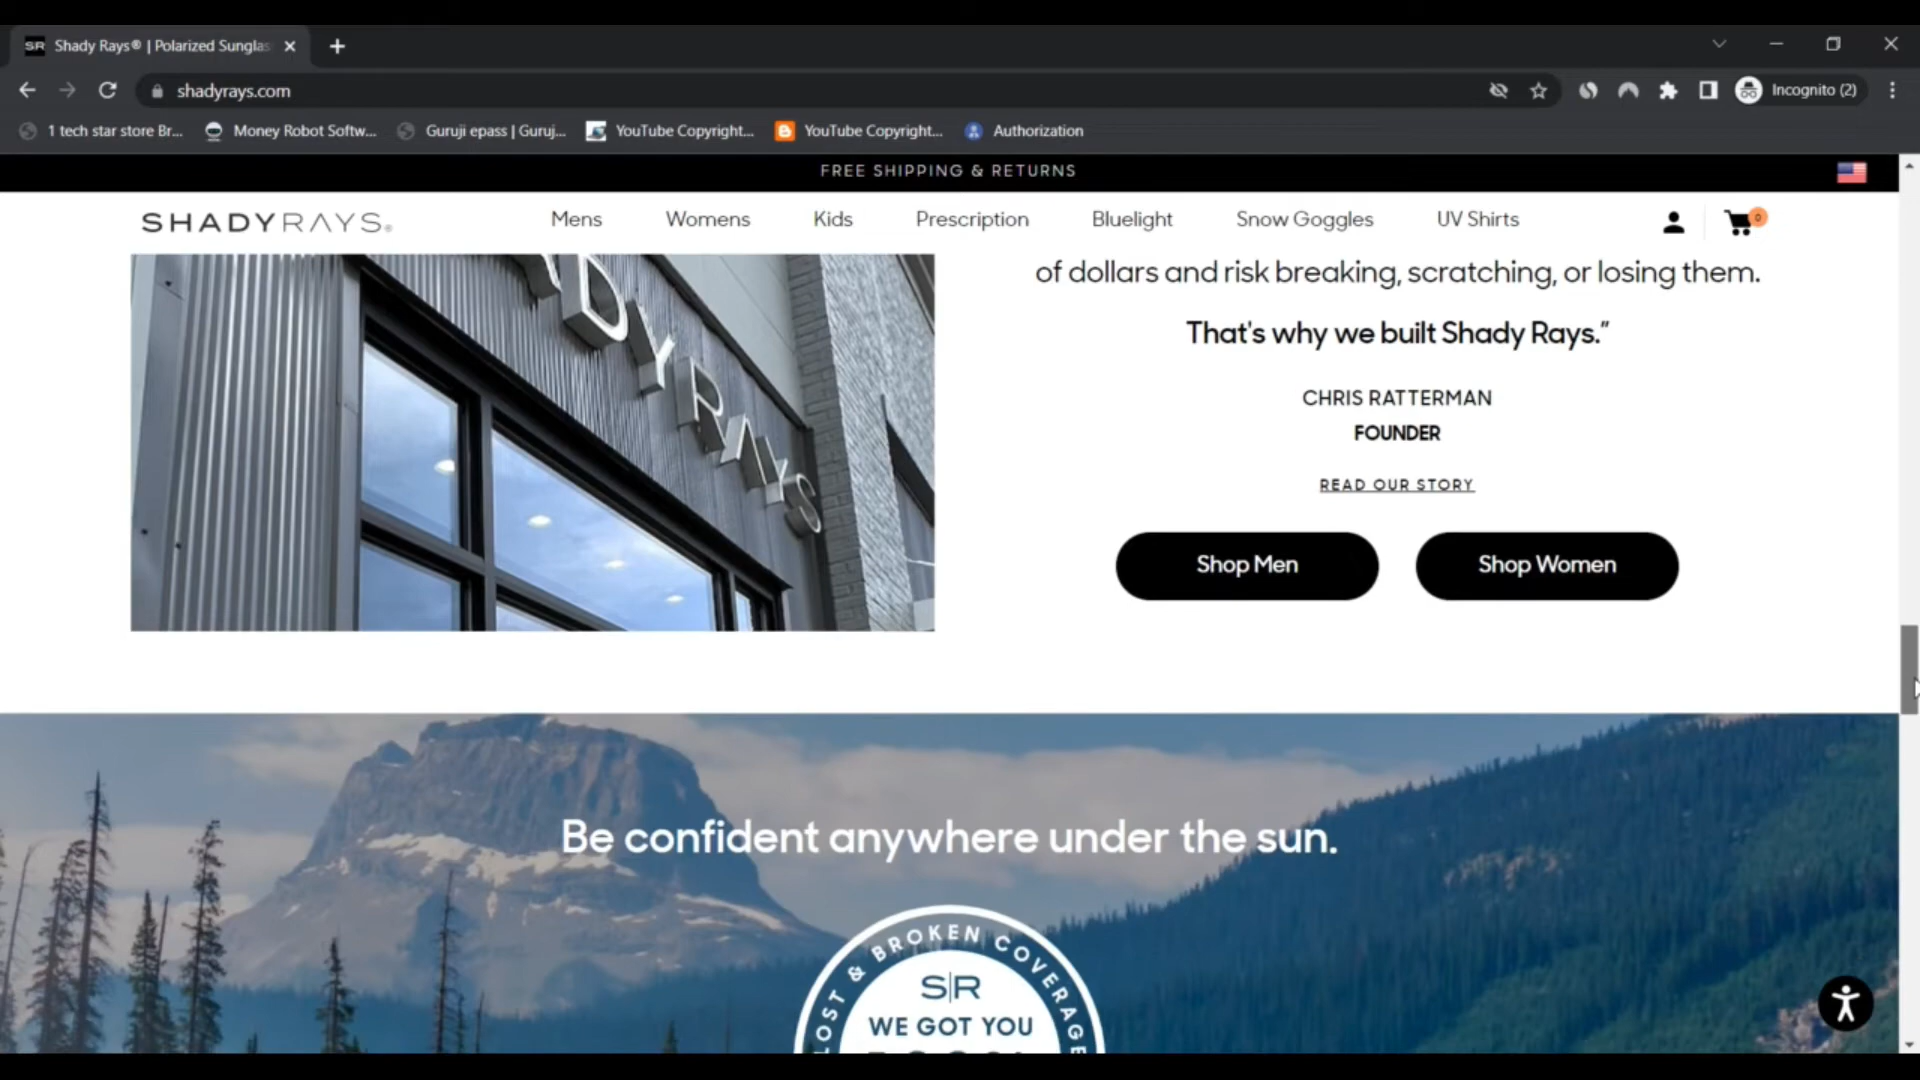 SR Shady Rays® | Polarized Sunglas
shadyrays.com
Incognito (2)
1 tech star store Br...
Money Robot Softw...
Guruji epass | Guruj...
YouTube Copyright...
YouTube Copyright...
Authorization
FREE SHIPPING & RETURNS
SHADYRAYS®
Mens
Womens
Kids
Prescription
Bluelight
Snow Goggles
UV Shirts
0
ADYRAYS
of dollars and risk breaking, scratching, or losing them.
That's why we built Shady Rays.”
CHRIS RATTERMAN
FOUNDER
READ OUR STORY
Shop Men
Shop Women
Be confident anywhere under the sun.
LOST & BROKEN COVERAGE
S|R
WE GOT YOU